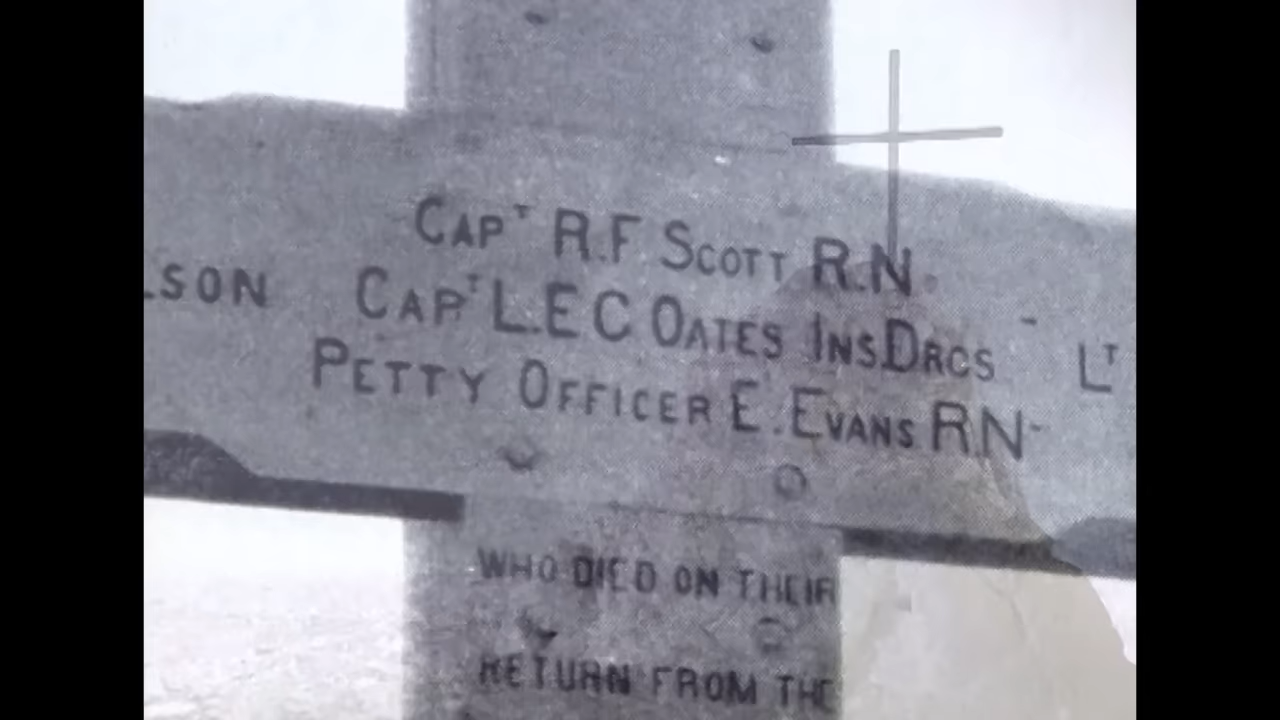 CAPT R.F SCOTT R.N.
LSON CAPT L.E C OATES INS.DRGS LT
PETTY OFFICER E. EVANS R.N-
WHO DIED ON THEIR
RETURN FROM THE